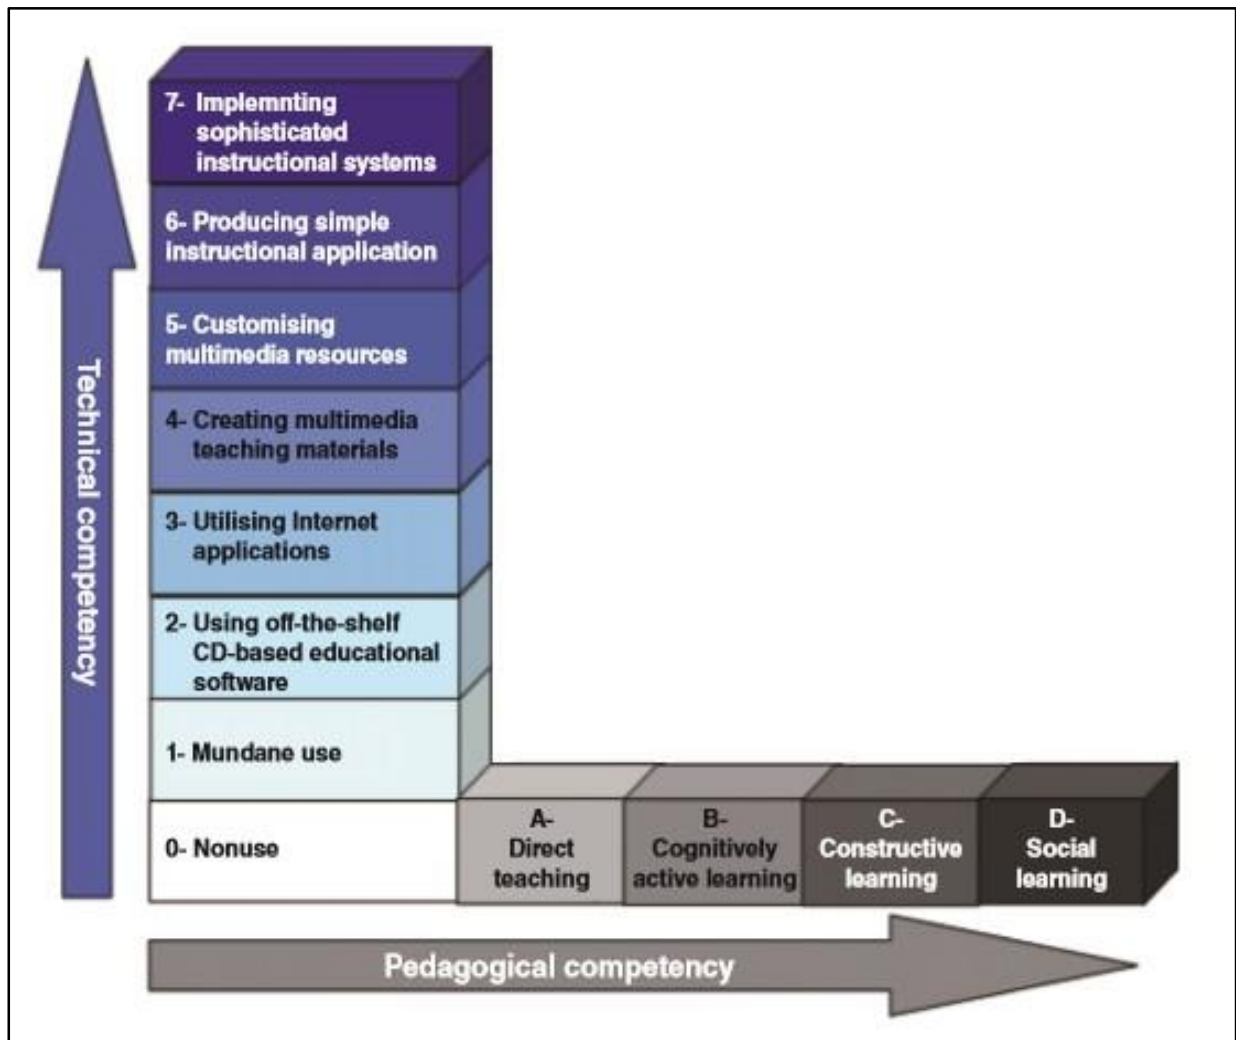 7- Implemnting
sophisticated
instructional systems
6- Producing simple
instructional application
5- Customising
multimedia resources
4- Creating multimedia
teaching materials
3- Utilising Internet
applications
2- Using off-the-shelf
CD-based educational
software
1- Mundane use
0- Nonuse
Technical competency
A-
Direct
teaching
B-
Cognitively
active learning
C-
Constructive
learning
D-
Social
learning
Pedagogical competency